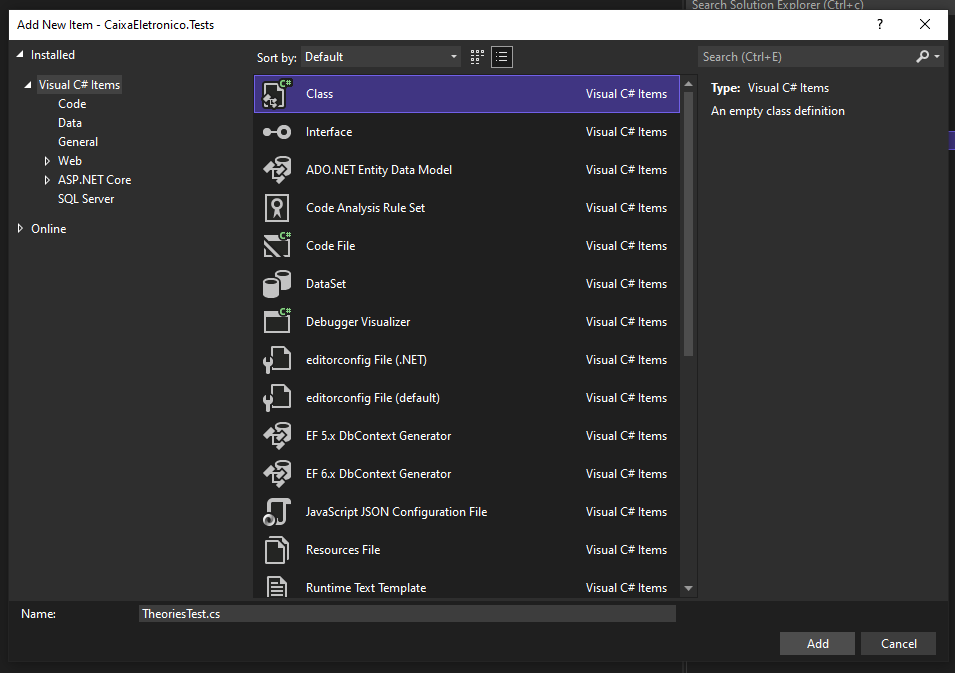 Search Solution Explorer (Ctrl+ç)
Add New Item - CaixaEletronico.Tests
?
Installed
Visual C# Items
Code
Data
General
Web
ASP.NET Core
SQL Server
Online
Sort by: Default
Search (Ctrl+E)
Class Visual C# Items
Interface Visual C# Items
ADO.NET Entity Data Model Visual C# Items
Code Analysis Rule Set Visual C# Items
Code File Visual C# Items
DataSet Visual C# Items
Debugger Visualizer Visual C# Items
editorconfig File (.NET) Visual C# Items
editorconfig File (default) Visual C# Items
EF 5.x DbContext Generator Visual C# Items
EF 6.x DbContext Generator Visual C# Items
JavaScript JSON Configuration File Visual C# Items
Resources File Visual C# Items
Runtime Text Template Visual C# Items
Type: Visual C# Items
An empty class definition
Name: TheoriesTest.cs
Add Cancel